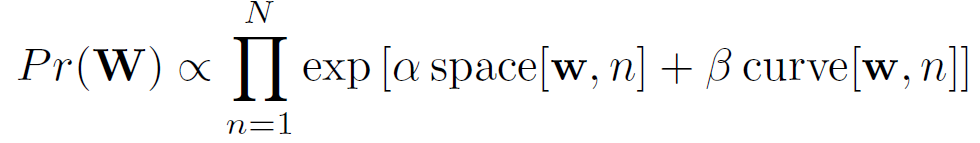 Pr(𝐖) ∝ ∏_{n=1}^{N} exp [α space[𝐰, n] + β curve[𝐰, n]]